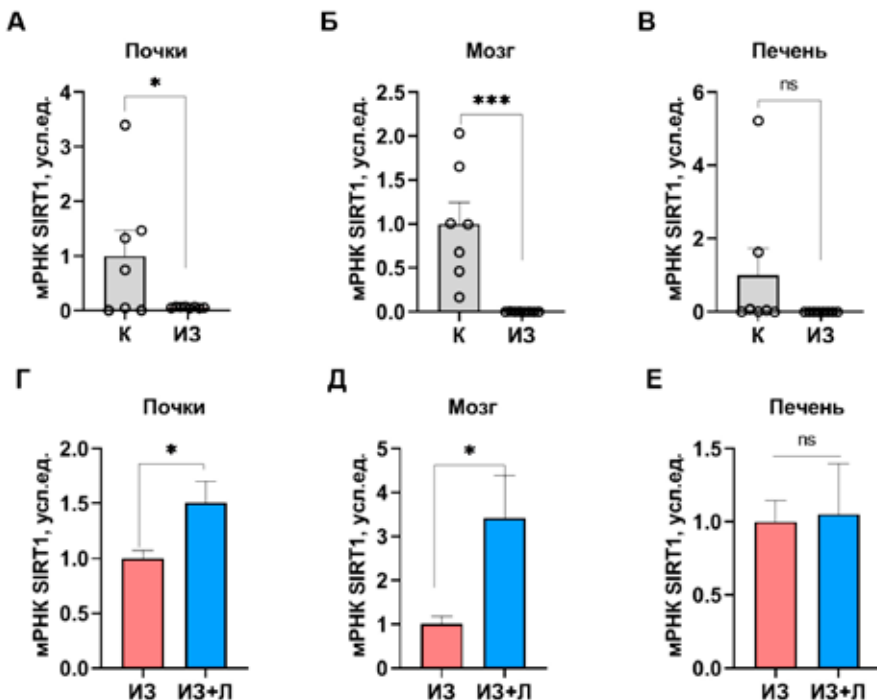 А
Почки
мРНК SIRT1, усл.ед.
4
3
2
1
0
*
К
ИЗ
Б
Мозг
мРНК SIRT1, усл.ед.
2.5
2.0
1.5
1.0
0.5
0.0
***
К
ИЗ
В
Печень
мРНК SIRT1, усл.ед.
6
4
2
0
ns
К
ИЗ
Г
Почки
мРНК SIRT1, усл.ед.
2.0
1.5
1.0
0.5
0.0
*
ИЗ
ИЗ+Л
Д
Мозг
мРНК SIRT1, усл.ед.
5
4
3
2
1
0
*
ИЗ
ИЗ+Л
Е
Печень
мРНК SIRT1, усл.ед.
1.5
1.0
0.5
0.0
ns
ИЗ
ИЗ+Л